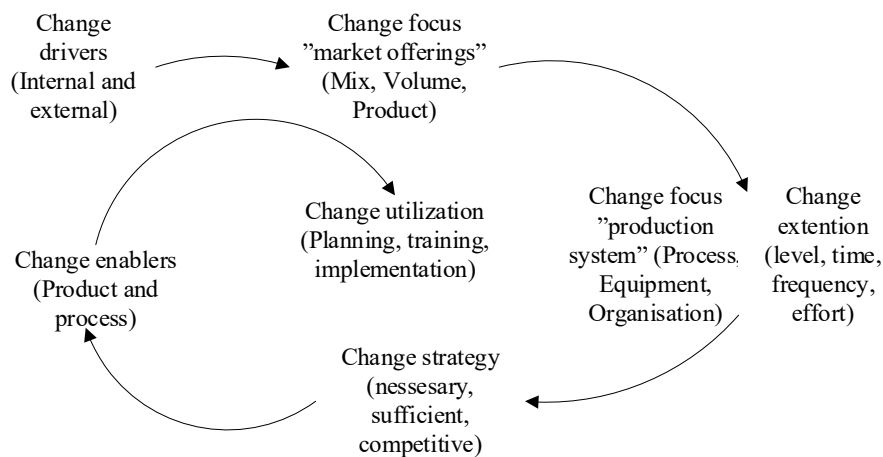 Change
drivers
(Internal and
external)
Change focus
”market offerings”
(Mix, Volume,
Product)
Change focus
”production
system” (Process,
Equipment,
Organisation)
Change
extention
(level, time,
frequency,
effort)
Change strategy
(nessesary,
sufficient,
competitive)
Change enablers
(Product and
process)
Change utilization
(Planning, training,
implementation)